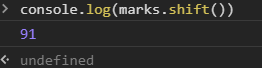 > console.log(marks.shift())
91
<· undefined